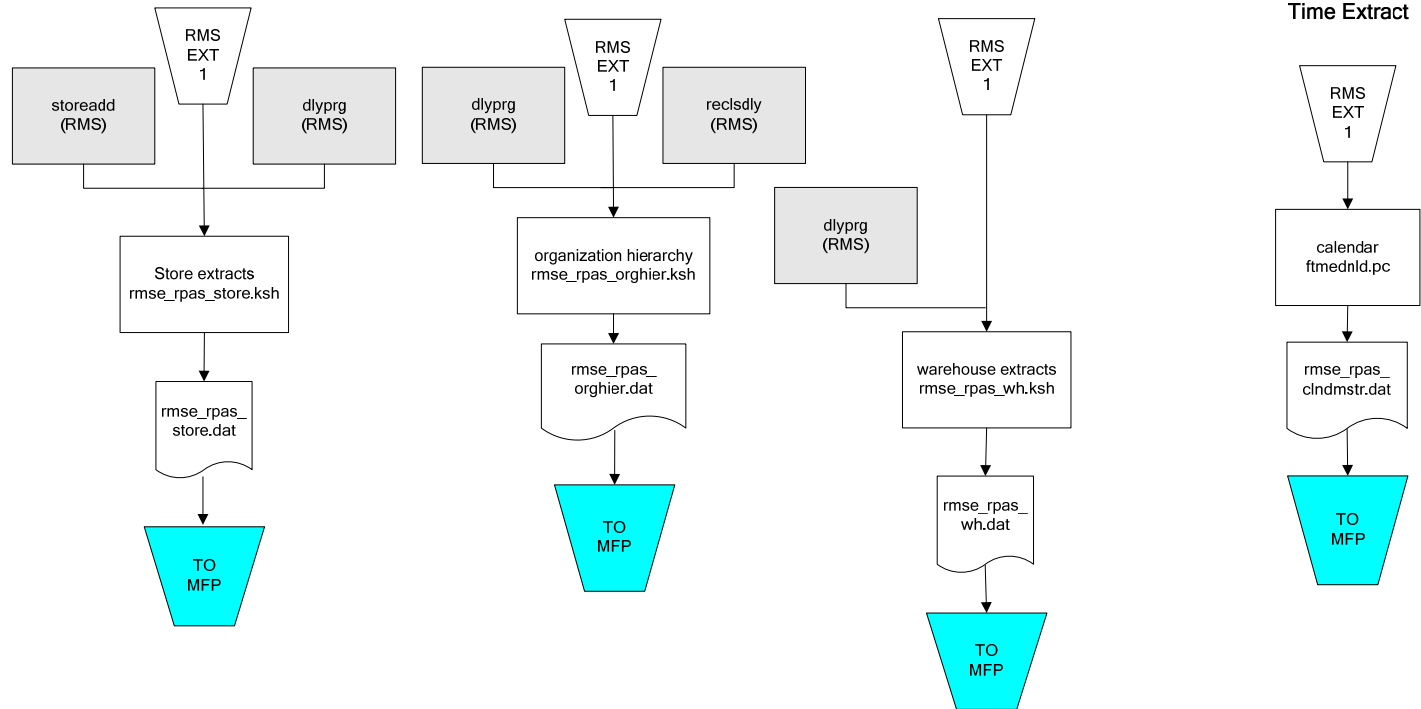 Time Extract
RMS
EXT
1
storeadd
(RMS)
dlyprg
(RMS)
Store extracts
rmse_rpas_store.ksh
rmse_rpas_
store.dat
TO
MFP
RMS
EXT
1
dlyprg
(RMS)
reclsdly
(RMS)
organization hierarchy
rmse_rpas_orghier.ksh
rmse_rpas_
orghier.dat
TO
MFP
RMS
EXT
1
dlyprg
(RMS)
warehouse extracts
rmse_rpas_wh.ksh
rmse_rpas_
wh.dat
TO
MFP
RMS
EXT
1
calendar
ftmednld.pc
rmse_rpas_
clndmstr.dat
TO
MFP